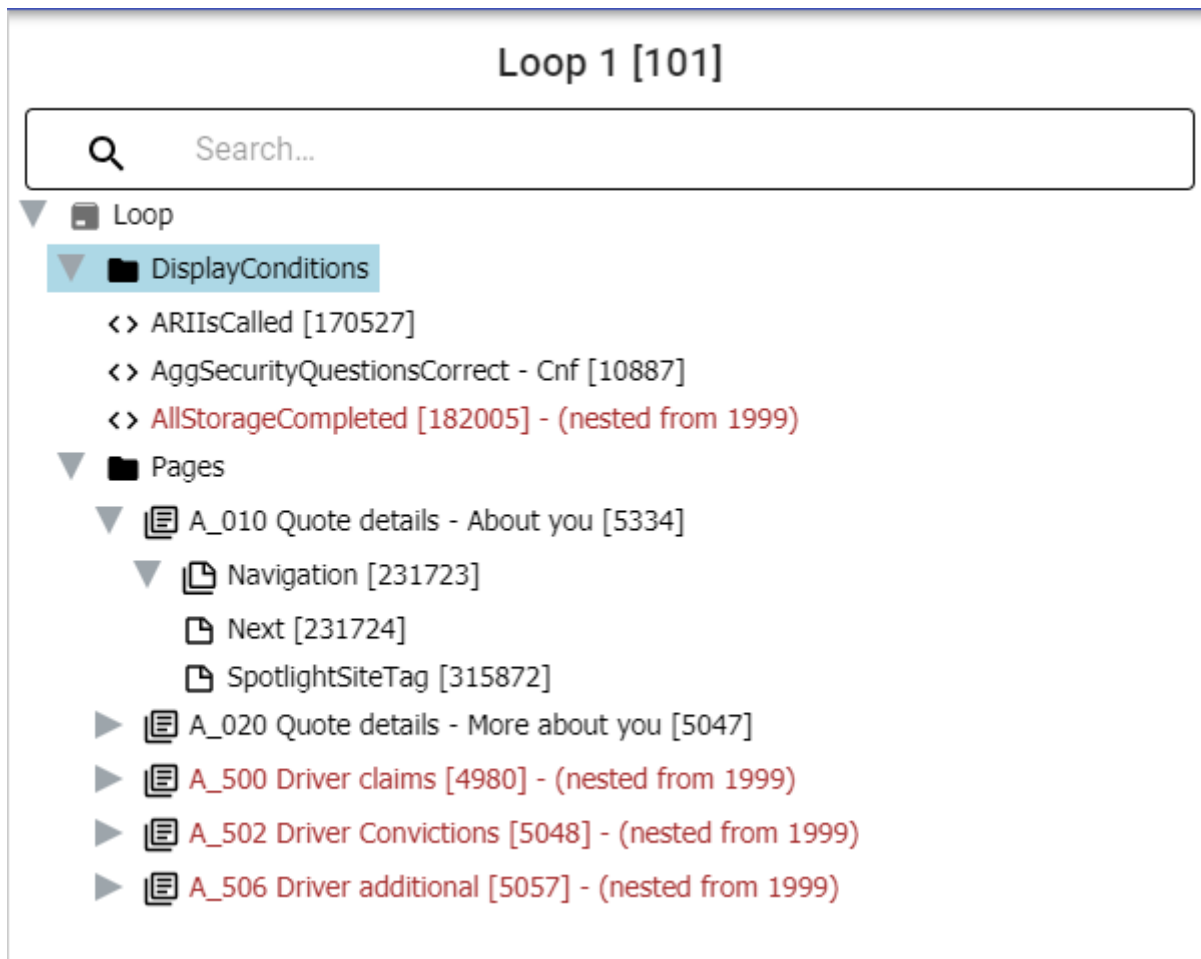 Loop 1 [101]
Search...
Loop
DisplayConditions
ARIIsCalled [170527]
AggSecurityQuestionsCorrect - Cnf [10887]
AllStorageCompleted [182005] - (nested from 1999)
Pages
A_010 Quote details - About you [5334]
Navigation [231723]
Next [231724]
SpotlightSiteTag [315872]
A_020 Quote details - More about you [5047]
A_500 Driver claims [4980] - (nested from 1999)
A_502 Driver Convictions [5048] - (nested from 1999)
A_506 Driver additional [5057] - (nested from 1999)